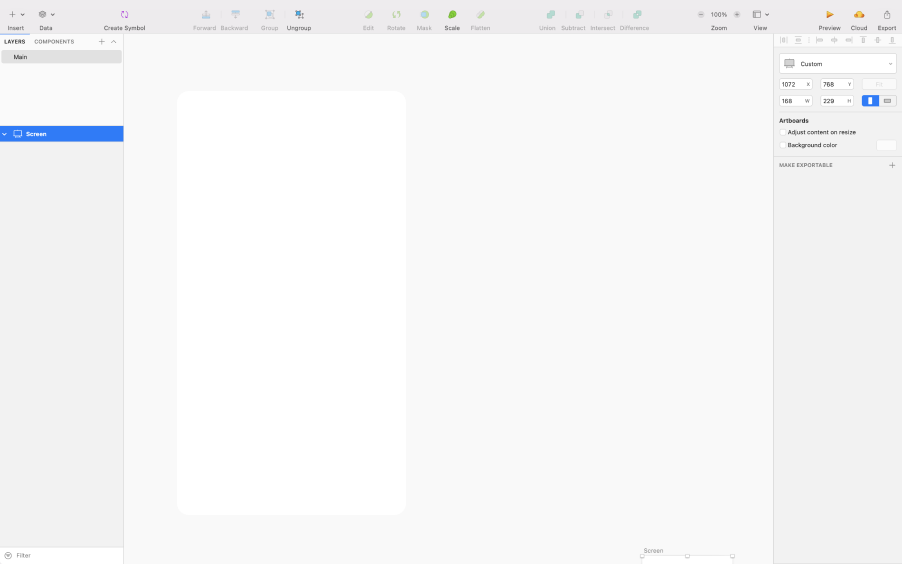 Insert Data Create Symbol Forward Backward Group Ungroup Edit Rotate Mask Scale Flatten Union Subtract Intersect Difference 100% Zoom View Preview Cloud Export
LAYERS COMPONENTS
Main
Screen
Filter
Screen
Custom
1072 X 768 Y Fit
168 W 229 H
Artboards
Adjust content on resize
Background color
MAKE EXPORTABLE